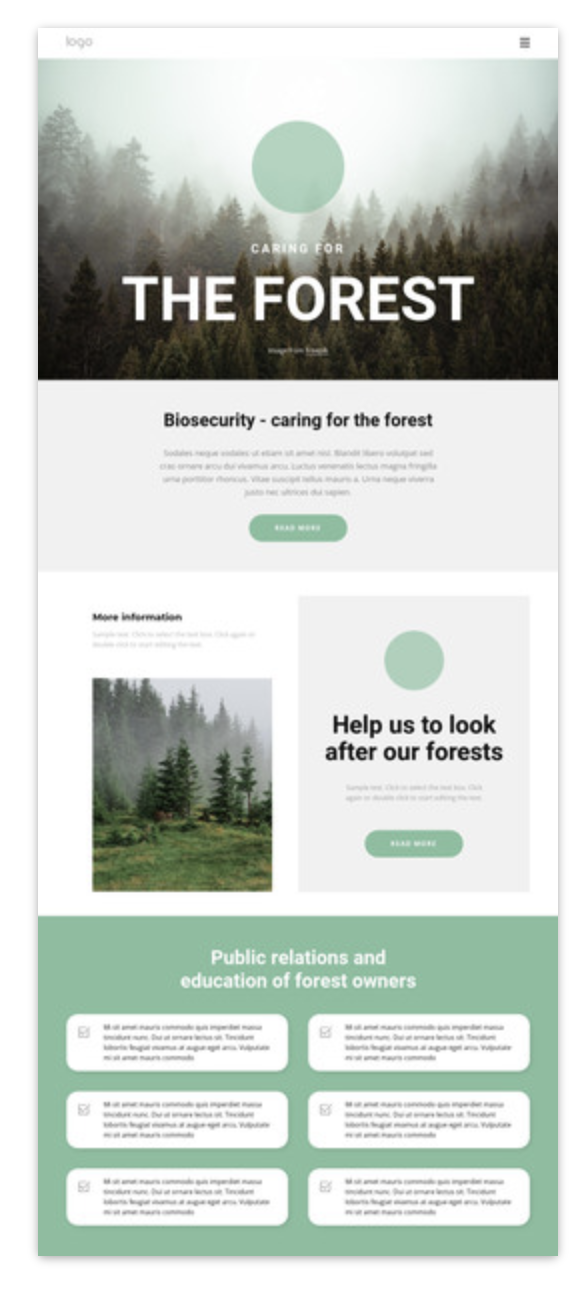 logo
CARING FOR
THE FOREST
Image from Freepik
Biosecurity - caring for the forest
Sodales neque sodales ut etiam sit amet nisl. Blandit libero volutpat sed
cras ornare arcu dui vivamus arcu. Luctus venenatis lectus magna fringilla
urna porttitor rhoncus. Vitae suscipit tellus mauris a. Urna neque viverra
justo nec ultrices dui sapien.
READ MORE
More information
Sample text. Click to select the text box. Click again or
double click to start editing the text.
Help us to look
after our forests
Sample text. Click to select the text box. Click
again or double click to start editing the text.
READ MORE
Public relations and
education of forest owners
Mi sit amet mauris commodo quis imperdiet massa
tincidunt nunc. Dui ut ornare lectus sit. Tincidunt
lobortis feugiat vivamus at augue eget arcu. Vulputate
mi sit amet mauris commodo
Mi sit amet mauris commodo quis imperdiet massa
tincidunt nunc. Dui ut ornare lectus sit. Tincidunt
lobortis feugiat vivamus at augue eget arcu. Vulputate
mi sit amet mauris commodo
Mi sit amet mauris commodo quis imperdiet massa
tincidunt nunc. Dui ut ornare lectus sit. Tincidunt
lobortis feugiat vivamus at augue eget arcu. Vulputate
mi sit amet mauris commodo
Mi sit amet mauris commodo quis imperdiet massa
tincidunt nunc. Dui ut ornare lectus sit. Tincidunt
lobortis feugiat vivamus at augue eget arcu. Vulputate
mi sit amet mauris commodo
Mi sit amet mauris commodo quis imperdiet massa
tincidunt nunc. Dui ut ornare lectus sit. Tincidunt
lobortis feugiat vivamus at augue eget arcu. Vulputate
mi sit amet mauris commodo
Mi sit amet mauris commodo quis imperdiet massa
tincidunt nunc. Dui ut ornare lectus sit. Tincidunt
lobortis feugiat vivamus at augue eget arcu. Vulputate
mi sit amet mauris commodo